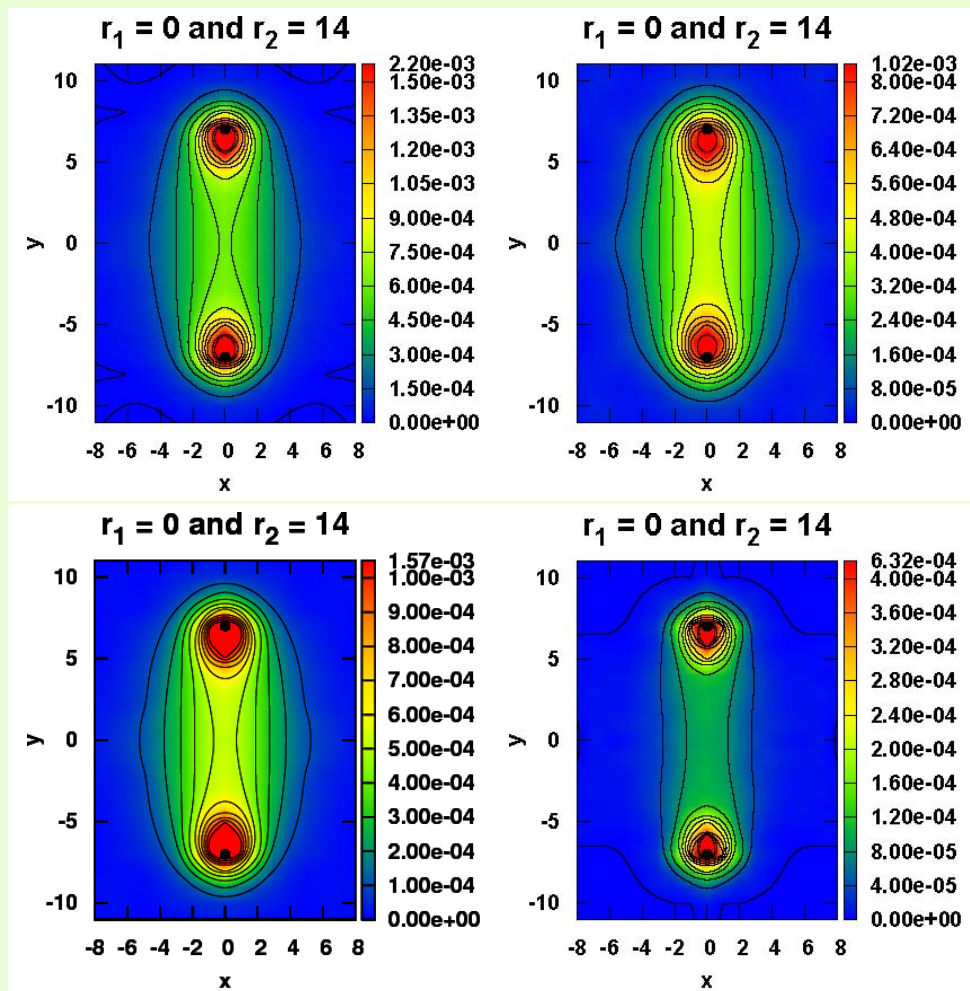 r1 = 0 and r2 = 14
2.20e-03
1.50e-03
1.35e-03
1.20e-03
1.05e-03
9.00e-04
7.50e-04
6.00e-04
4.50e-04
3.00e-04
1.50e-04
0.00e+00
10
5
0
-5
-10
y
-8 -6 -4 -2 0 2 4 6 8
x
r1 = 0 and r2 = 14
1.02e-03
8.00e-04
7.20e-04
6.40e-04
5.60e-04
4.80e-04
4.00e-04
3.20e-04
2.40e-04
1.60e-04
8.00e-05
0.00e+00
10
5
0
-5
-10
y
-8 -6 -4 -2 0 2 4 6 8
x
r1 = 0 and r2 = 14
1.57e-03
1.00e-03
9.00e-04
8.00e-04
7.00e-04
6.00e-04
5.00e-04
4.00e-04
3.00e-04
2.00e-04
1.00e-04
0.00e+00
10
5
0
-5
-10
y
-8 -6 -4 -2 0 2 4 6 8
x
r1 = 0 and r2 = 14
6.32e-04
4.00e-04
3.60e-04
3.20e-04
2.80e-04
2.40e-04
2.00e-04
1.60e-04
1.20e-04
8.00e-05
4.00e-05
0.00e+00
10
5
0
-5
-10
y
-8 -6 -4 -2 0 2 4 6 8
x